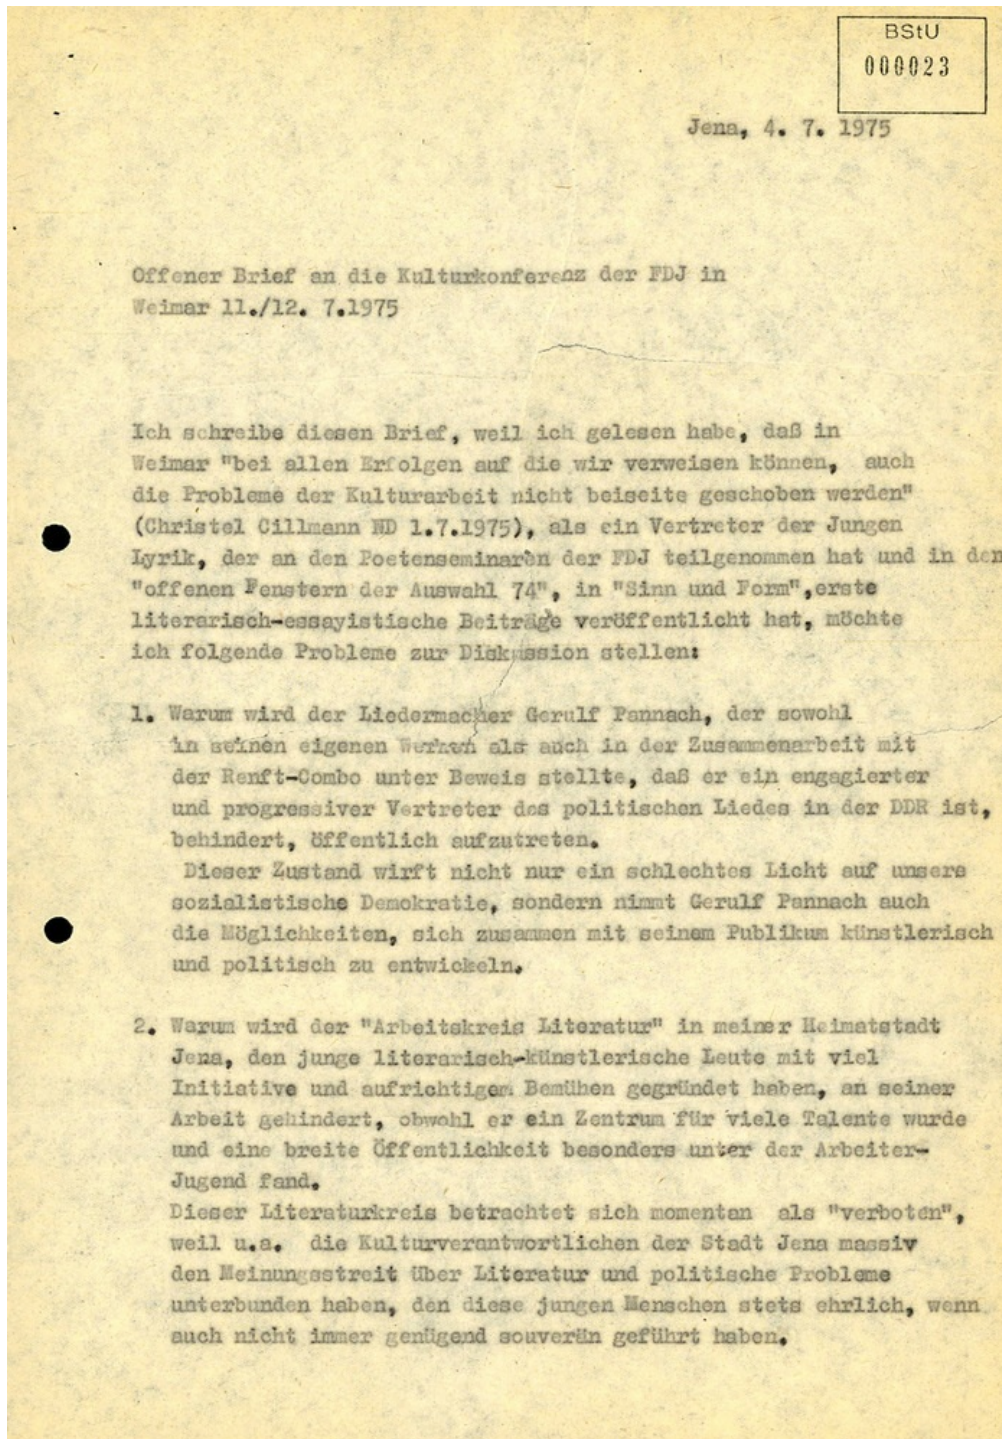 BStU
000023
Jena, 4. 7. 1975
Offener Brief an die Kulturkonferenz der FDJ in
Weimar 11./12. 7.1975
Ich schreibe diesen Brief, weil ich gelesen habe, daß in
Weimar "bei allen Erfolgen auf die wir verweisen können, auch
die Probleme der Kulturarbeit nicht beiseite geschoben werden"
(Christel Cillmann ND 1.7.1975), als ein Vertreter der Jungen
Lyrik, der an den Poetenseminaren der FDJ teilgenommen hat und in den
"offenen Fenstern der Auswahl 74", in "Sinn und Form",erste
literarisch-essayistische Beiträge veröffentlicht hat, möchte
ich folgende Probleme zur Diskussion stellen:
1. Warum wird der Liedermacher Gerulf Pannach, der sowohl
in seinen eigenen Werken als auch in der Zusammenarbeit mit
der Renft-Combo unter Beweis stellte, daß er ein engagierter
und progressiver Vertreter des politischen Liedes in der DDR ist,
behindert, öffentlich aufzutreten.
Dieser Zustand wirft nicht nur ein schlechtes Licht auf unsere
sozialistische Demokratie, sondern nimmt Gerulf Pannach auch
die Möglichkeiten, sich zusammen mit seinem Publikum künstlerisch
und politisch zu entwickeln.
2. Warum wird der "Arbeitskreis Literatur" in meiner Heimatstadt
Jena, den junge literarisch-künstlerische Leute mit viel
Initiative und aufrichtigem Bemühen gegründet haben, an seiner
Arbeit gehindert, obwohl er ein Zentrum für viele Talente wurde
und eine breite Öffentlichkeit besonders unter der Arbeiter-
Jugend fand.
Dieser Literaturkreis betrachtet sich momentan als "verboten",
weil u.a. die Kulturverantwortlichen der Stadt Jena massiv
den Meinungsstreit über Literatur und politische Probleme
unterbunden haben, den diese jungen Menschen stets ehrlich, wenn
auch nicht immer genügend souverän geführt haben.